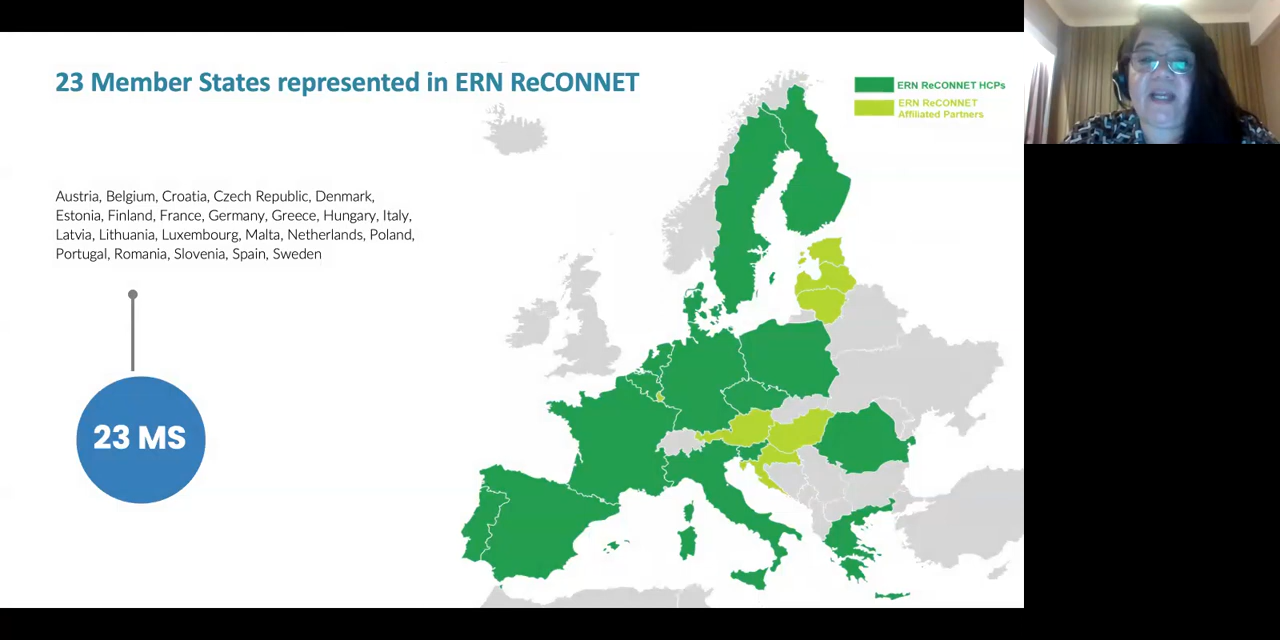 23 Member States represented in ERN ReCONNET
ERN ReCONNET HCPs
ERN ReCONNET
Affiliated Partners
Austria, Belgium, Croatia, Czech Republic, Denmark,
Estonia, Finland, France, Germany, Greece, Hungary, Italy,
Latvia, Lithuania, Luxembourg, Malta, Netherlands, Poland,
Portugal, Romania, Slovenia, Spain, Sweden
23 MS